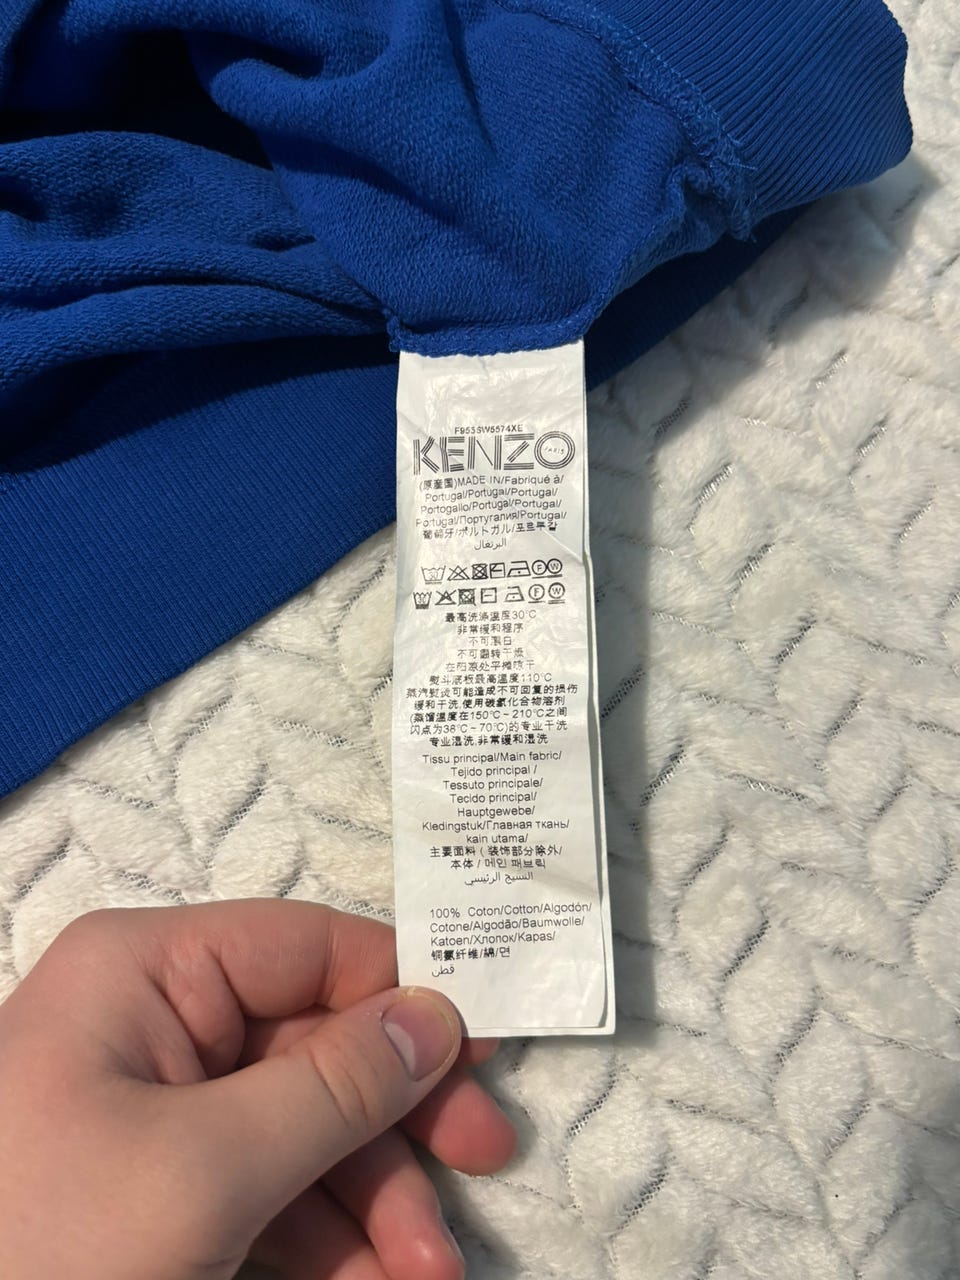 F953SW5574XE
KENZO PARIS
(原産国)MADE IN/Fabriqué à/
Portugal/Portugal/Portugal/
Portogallo/Portugal/Portugal/
Portugal/Португалия/Portugal/
葡萄牙/ポルトガル/포르투갈
البرتغال
F W
F W
最高洗涤温度30°C
非常缓和程序
不可漂白
不可翻转干燥
在阴凉处平摊晾干
熨斗底板最高温度110°C
蒸汽熨烫可能造成不可回复的损伤
缓和干洗,使用碳氢化合物溶剂
(蒸馏温度在150°C~210°C之间
闪点为38°C~70°C)的专业干洗
专业湿洗,非常缓和湿洗
Tissu principal/Main fabric/
Tejido principal /
Tessuto principale/
Tecido principal/
Hauptgewebe/
Kledingstuk/Главная ткань/
kain utama/
主要面料 ( 装饰部分除外/
本体 / 메인 패브릭
النسيج الرئيسي
100% Coton/Cotton/Algodón/
Cotone/Algodão/Baumwolle/
Katoen/Хлопок/Kapas/
铜氨纤维/綿/면
قطن